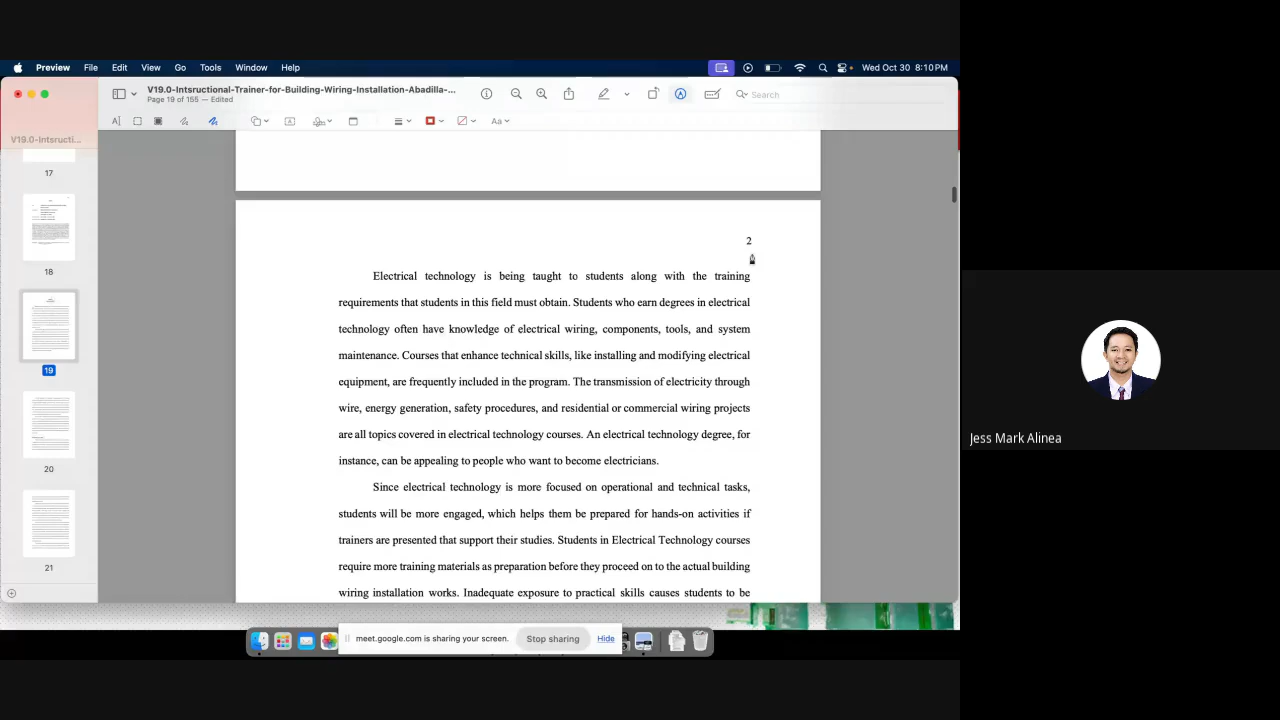 Preview File Edit View Go Tools Window Help
Wed Oct 30 8:10 PM
V19.0-Intsructional-Trainer-for-Building-Wiring-Installation-Abadilla-...
Page 19 of 155 — Edited
Search
Aa
V19.0-Intsructi...
17
18
19
20
21
2
Electrical technology is being taught to students along with the training
requirements that students in this field must obtain. Students who earn degrees in electrical
technology often have knowledge of electrical wiring, components, tools, and system
maintenance. Courses that enhance technical skills, like installing and modifying electrical
equipment, are frequently included in the program. The transmission of electricity through
wire, energy generation, safety procedures, and residential or commercial wiring projects
are all topics covered in electrical technology courses. An electrical technology degree, for
instance, can be appealing to people who want to become electricians.
Since electrical technology is more focused on operational and technical tasks,
students will be more engaged, which helps them be prepared for hands-on activities if
trainers are presented that support their studies. Students in Electrical Technology courses
require more training materials as preparation before they proceed on to the actual building
wiring installation works. Inadequate exposure to practical skills causes students to be
meet.google.com is sharing your screen. Stop sharing Hide
Jess Mark Alinea